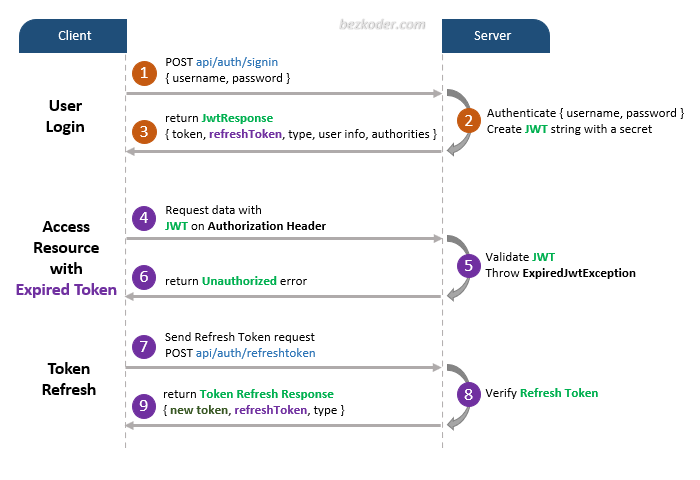 bezkoder.com
Client
Server
User
Login
1
POST api/auth/signin
{ username, password }
2
Authenticate { username, password }
Create JWT string with a secret
3
return JwtResponse
{ token, refreshToken, type, user info, authorities }
Access
Resource
with
Expired Token
4
Request data with
JWT on Authorization Header
5
Validate JWT
Throw ExpiredJwtException
6
return Unauthorized error
Token
Refresh
7
Send Refresh Token request
POST api/auth/refreshtoken
8
Verify Refresh Token
9
return Token Refresh Response
{ new token, refreshToken, type }